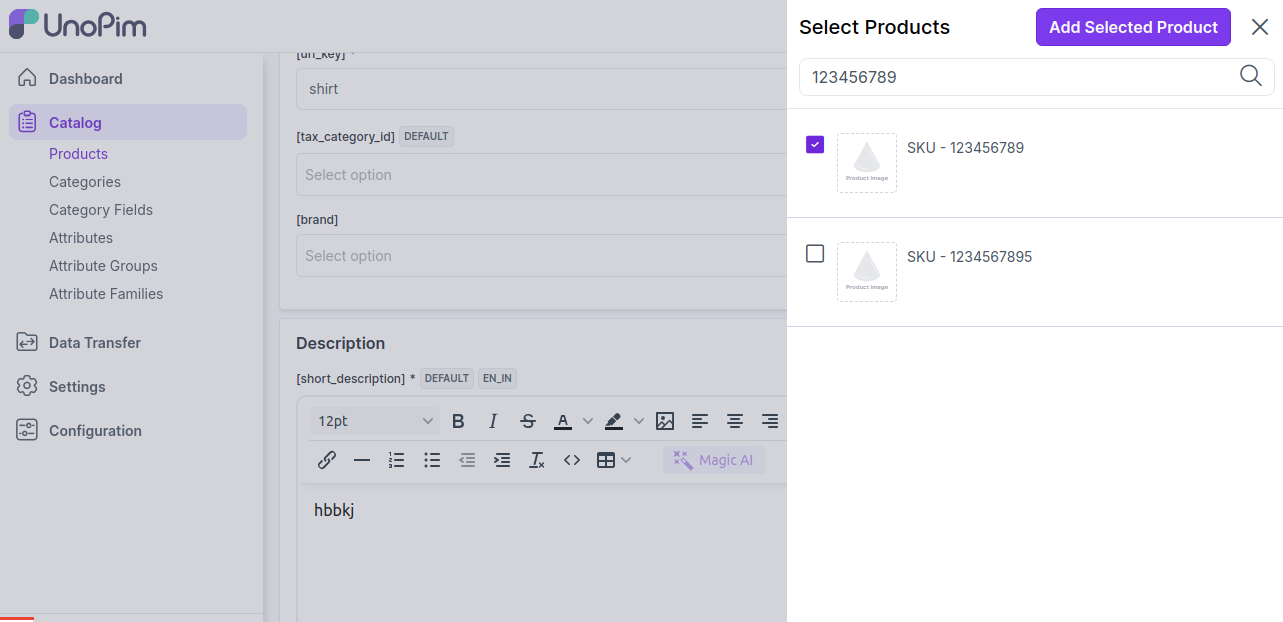 UnoPim
Dashboard
Catalog
Products
Categories
Category Fields
Attributes
Attribute Groups
Attribute Families
Data Transfer
Settings
Configuration
[url_key] *
shirt
[tax_category_id] DEFAULT
Select option
[brand]
Select option
Description
[short_description] * DEFAULT EN_IN
12pt
Magic AI
hbbkj
Select Products
Add Selected Product
123456789
Product Image
SKU - 123456789
Product Image
SKU - 1234567895